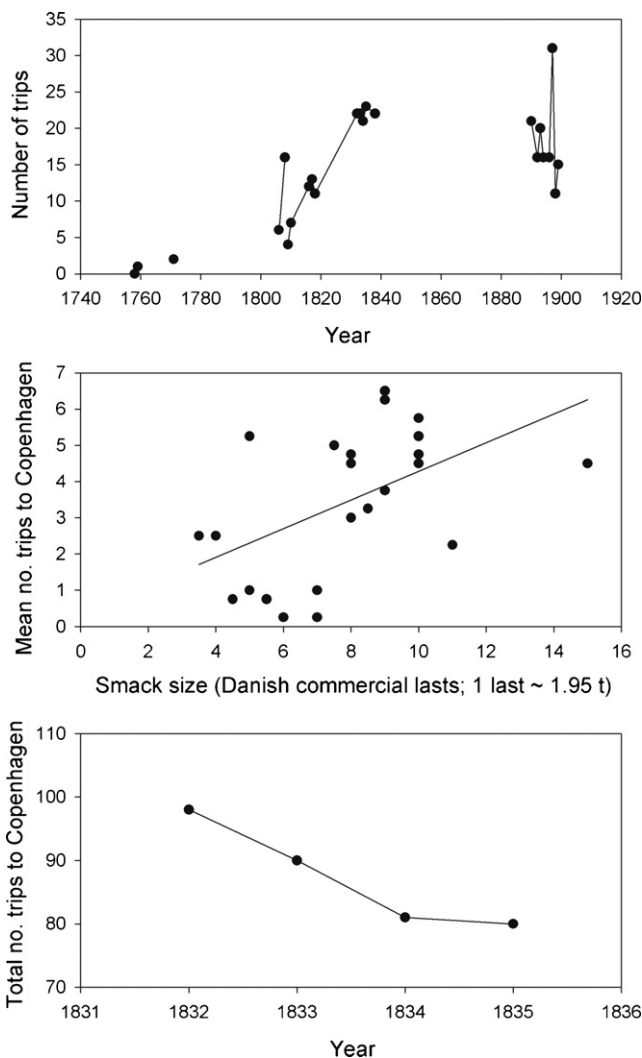 Number of trips
35
30
25
20
15
10
5
0
1740 1760 1780 1800 1820 1840 1860 1880 1900 1920
Year
Mean no. trips to Copenhagen
7
6
5
4
3
2
1
0
0 2 4 6 8 10 12 14 16
Smack size (Danish commercial lasts; 1 last ~ 1.95 t)
Total no. trips to Copenhagen
110
100
90
80
70
1831 1832 1833 1834 1835 1836
Year